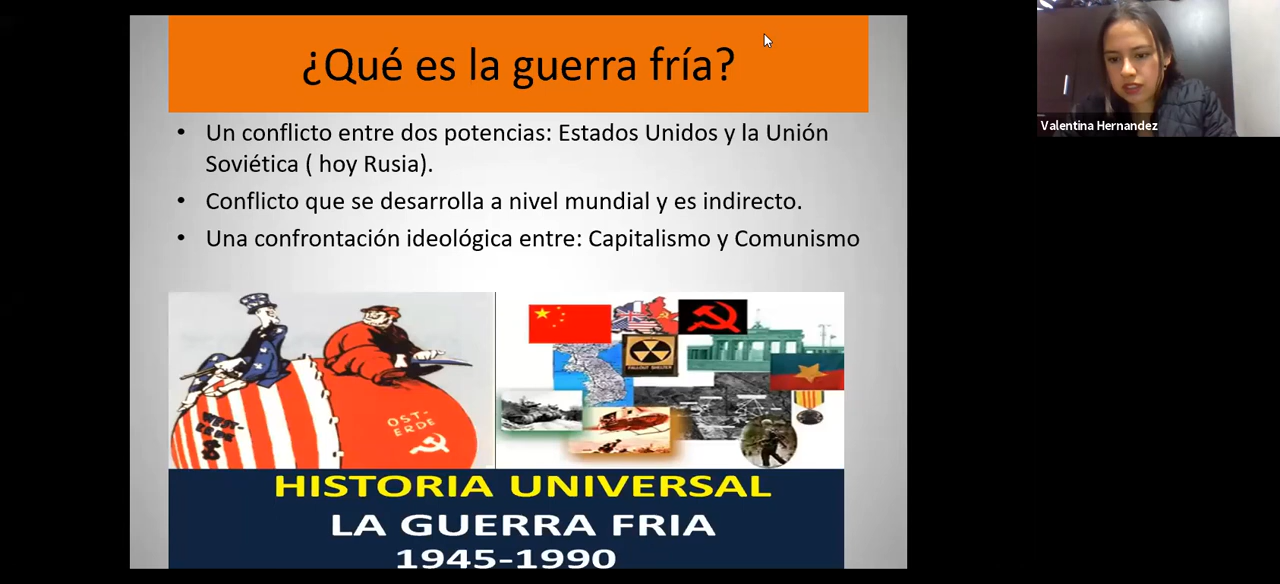 ¿Qué es la guerra fría?
• Un conflicto entre dos potencias: Estados Unidos y la Unión
Soviética ( hoy Rusia).
• Conflicto que se desarrolla a nivel mundial y es indirecto.
• Una confrontación ideológica entre: Capitalismo y Comunismo
OST-
ERDE
FALLOUT SHELTER
HISTORIA UNIVERSAL
LA GUERRA FRIA
1945-1990
Valentina Hernandez